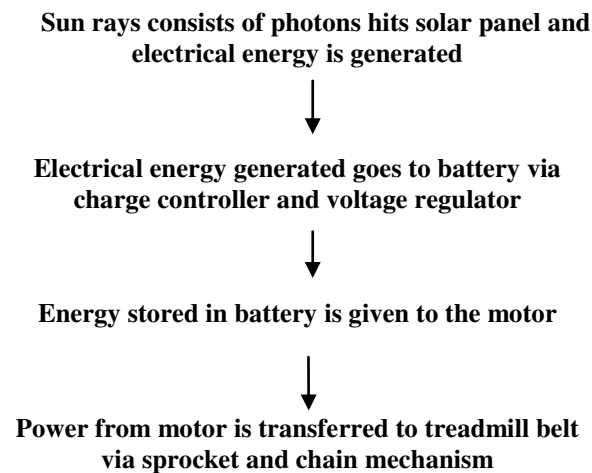 Sun rays consists of photons hits solar panel and
electrical energy is generated
Electrical energy generated goes to battery via
charge controller and voltage regulator
Energy stored in battery is given to the motor
Power from motor is transferred to treadmill belt
via sprocket and chain mechanism